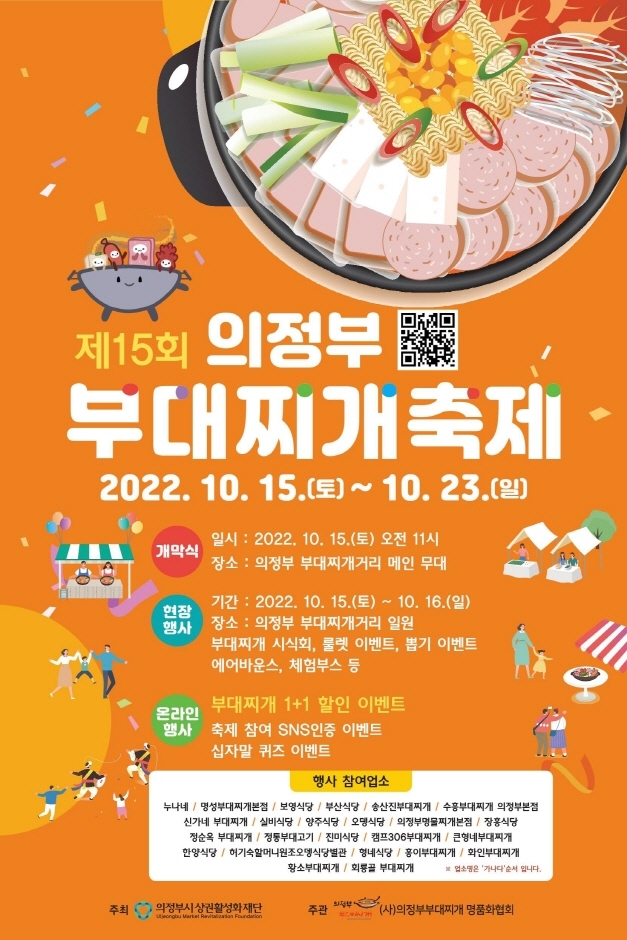 제15회 의정부
부대찌개축제
2022. 10. 15.(토) ~ 10. 23.(일)
개막식
일시 : 2022. 10. 15.(토) 오전 11시
장소 : 의정부 부대찌개거리 메인 무대
현장
행사
기간 : 2022. 10. 15.(토) ~ 10. 16.(일)
장소 : 의정부 부대찌개거리 일원
부대찌개 시식회, 룰렛 이벤트, 뽑기 이벤트
에어바운스, 체험부스 등
온라인
행사
부대찌개 1+1 할인 이벤트
축제 참여 SNS인증 이벤트
십자말 퀴즈 이벤트
행사 참여업소
누나네 / 명성부대찌개본점 / 보영식당 / 부산식당 / 송산진부대찌개 / 수흥부대찌개 의정부본점
신가네 부대찌개 / 실비식당 / 양주식당 / 오뎅식당 / 의정부명물찌개본점 / 장흥식당
정순옥 부대찌개 / 정통부대고기 / 진미식당 / 캠프306부대찌개 / 큰형네부대찌개
한양식당 / 허기숙할머니원조오뎅식당별관 / 형네식당 / 홍이부대찌개 / 화인부대찌개
황소부대찌개 / 회룡골 부대찌개
※ 업소명은 '가나다'순서 입니다.
주최 의정부시상권활성화재단
Uijeongbu Market Revitalization Foundation
주관 의정부 (사)의정부부대찌개 명품화협회